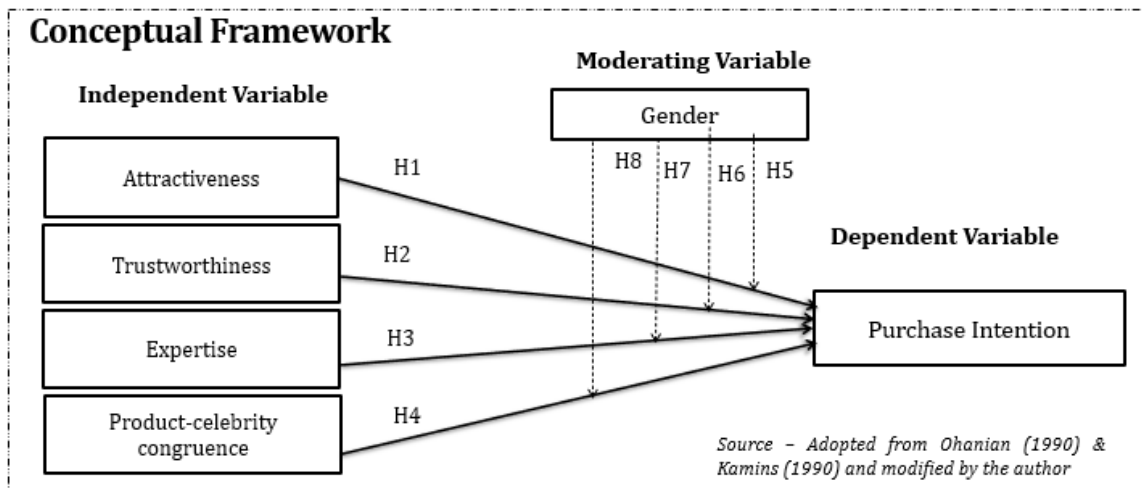 Conceptual Framework
Moderating Variable
Independent Variable
Gender
Attractiveness
H1
H8
H7
H6
H5
Trustworthiness
H2
Dependent Variable
Expertise
H3
Purchase Intention
Product-celebrity
congruence
H4
Source – Adopted from Ohanian (1990) &
Kamins (1990) and modified by the author